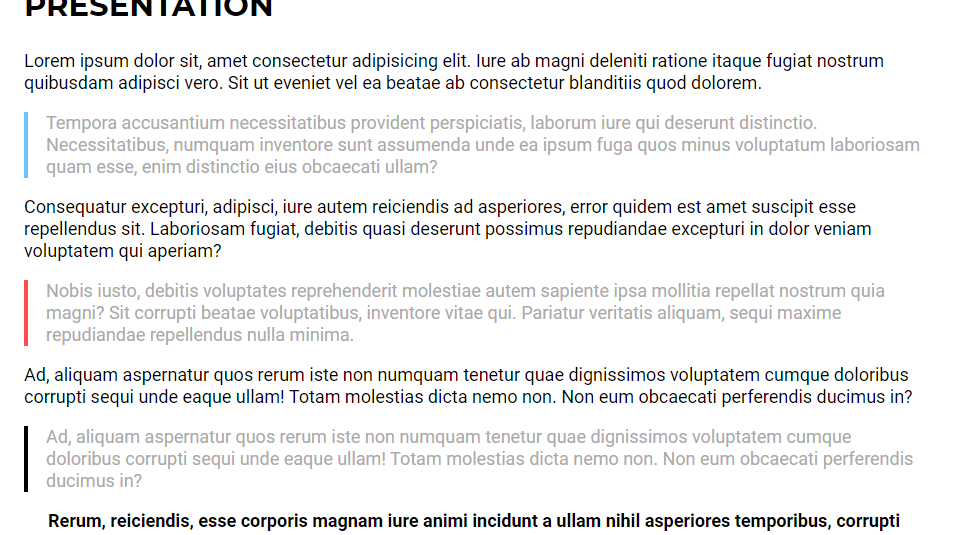 PRESENTATION
Lorem ipsum dolor sit, amet consectetur adipisicing elit. Iure ab magni deleniti ratione itaque fugiat nostrum
quibusdam adipisci vero. Sit ut eveniet vel ea beatae ab consectetur blanditiis quod dolorem.
Tempora accusantium necessitatibus provident perspiciatis, laborum iure qui deserunt distinctio.
Necessitatibus, numquam inventore sunt assumenda unde ea ipsum fuga quos minus voluptatum laboriosam
quam esse, enim distinctio eius obcaecati ullam?
Consequatur excepturi, adipisci, iure autem reiciendis ad asperiores, error quidem est amet suscipit esse
repellendus sit. Laboriosam fugiat, debitis quasi deserunt possimus repudiandae excepturi in dolor veniam
voluptatem qui aperiam?
Nobis iusto, debitis voluptates reprehenderit molestiae autem sapiente ipsa mollitia repellat nostrum quia
magni? Sit corrupti beatae voluptatibus, inventore vitae qui. Pariatur veritatis aliquam, sequi maxime
repudiandae repellendus nulla minima.
Ad, aliquam aspernatur quos rerum iste non numquam tenetur quae dignissimos voluptatem cumque doloribus
corrupti sequi unde eaque ullam! Totam molestias dicta nemo non. Non eum obcaecati perferendis ducimus in?
Ad, aliquam aspernatur quos rerum iste non numquam tenetur quae dignissimos voluptatem cumque
doloribus corrupti sequi unde eaque ullam! Totam molestias dicta nemo non. Non eum obcaecati perferendis
ducimus in?
Rerum, reiciendis, esse corporis magnam iure animi incidunt a ullam nihil asperiores temporibus, corrupti